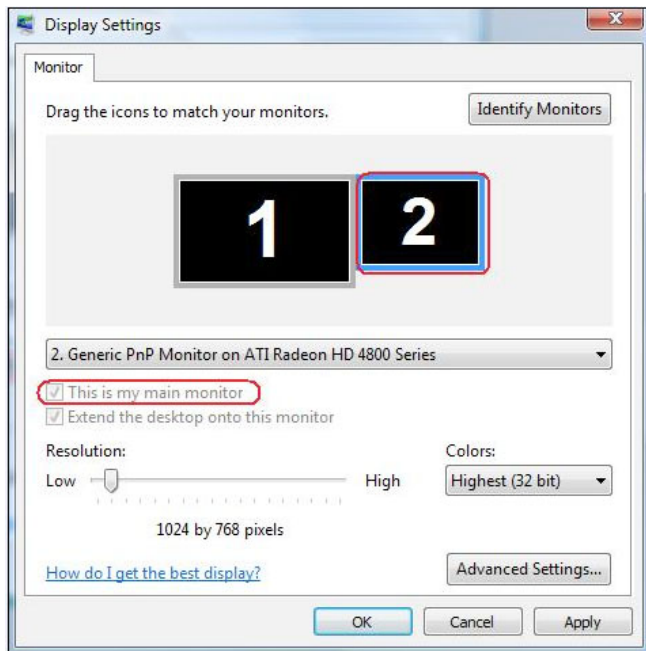 Display Settings
Monitor
Drag the icons to match your monitors.
Identify Monitors
1
2
2. Generic PnP Monitor on ATI Radeon HD 4800 Series
This is my main monitor
Extend the desktop onto this monitor
Resolution:
Colors:
Low
High
Highest (32 bit)
1024 by 768 pixels
How do I get the best display?
Advanced Settings...
OK
Cancel
Apply